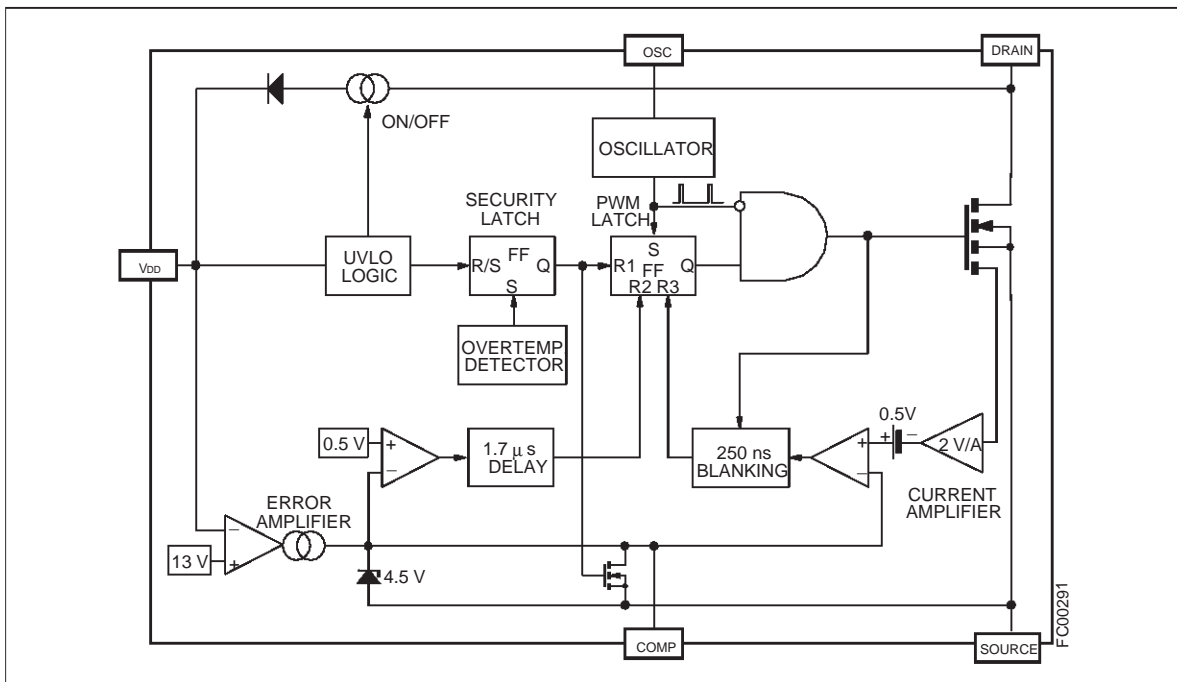 OSC
DRAIN
ON/OFF
OSCILLATOR
SECURITY
LATCH
PWM
LATCH
VDD
UVLO
LOGIC
R/S FF Q
S
S
R1 FF Q
R2 R3
OVERTEMP
DETECTOR
0.5 V
+
−
1.7 μs
DELAY
250 ns
BLANKING
+
−
0.5V
+ −
2 V/A
CURRENT
AMPLIFIER
ERROR
AMPLIFIER
−
13 V
+
4.5 V
COMP
SOURCE
FC00291